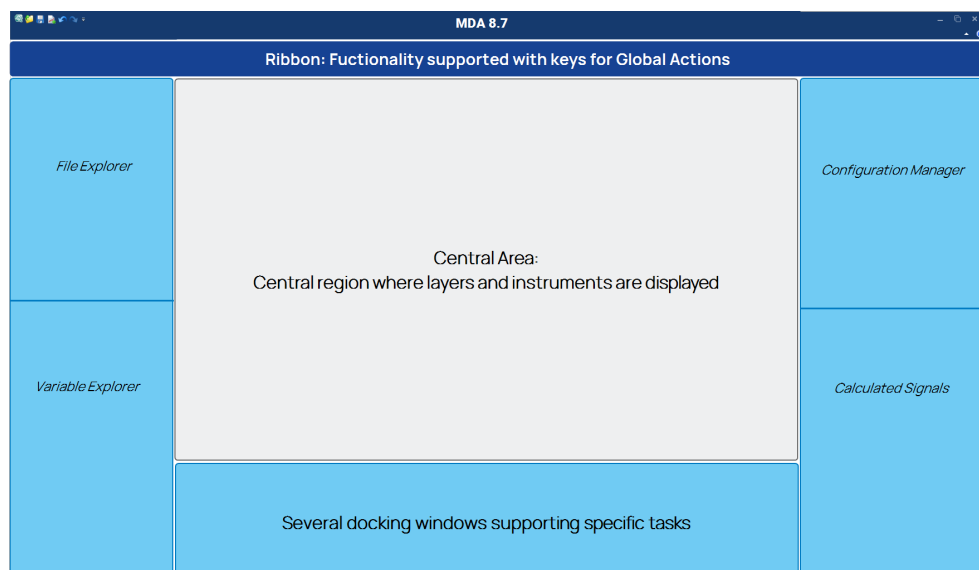 MDA 8.7
Ribbon: Fuctionality supported with keys for Global Actions
File Explorer
Configuration Manager
Central Area:
Central region where layers and instruments are displayed
Variable Explorer
Calculated Signals
Several docking windows supporting specific tasks